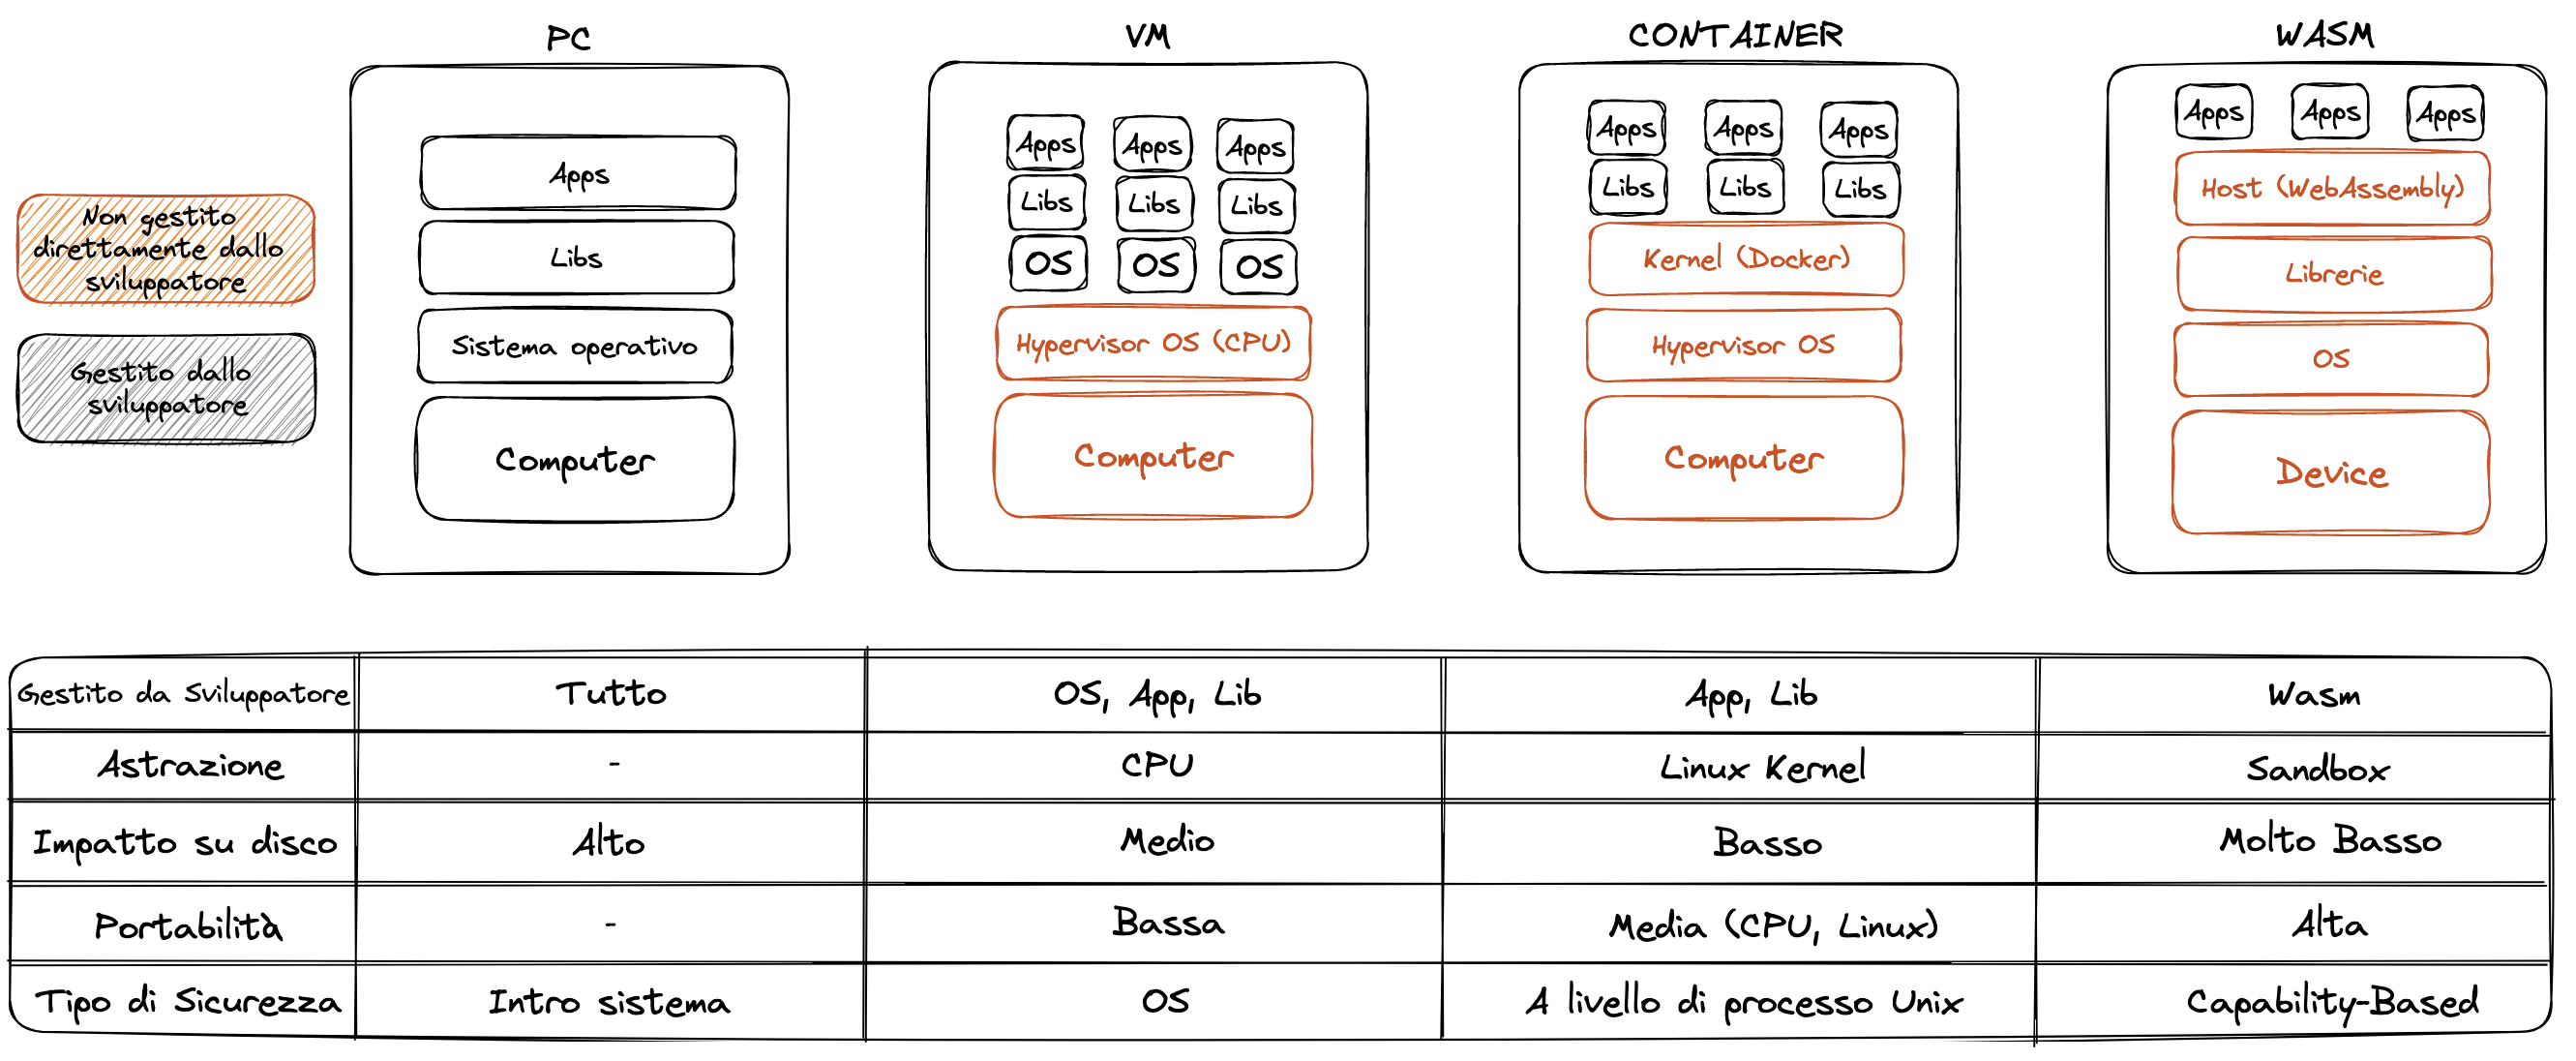 PC
VM
CONTAINER
WASM
Non gestito
direttamente dallo
sviluppatore
Gestito dallo
sviluppatore
Apps
Libs
Sistema operativo
Computer
Apps Apps Apps
Libs Libs Libs
OS OS OS
Hypervisor OS (CPU)
Computer
Apps Apps Apps
Libs Libs Libs
Kernel (Docker)
Hypervisor OS
Computer
Apps Apps Apps
Host (WebAssembly)
Librerie
OS
Device
Gestito da Sviluppatore Tutto OS, App, Lib App, Lib Wasm
Astrazione - CPU Linux Kernel Sandbox
Impatto su disco Alto Medio Basso Molto Basso
Portabilità - Bassa Media (CPU, Linux) Alta
Tipo di Sicurezza Intro sistema OS A livello di processo Unix Capability-Based